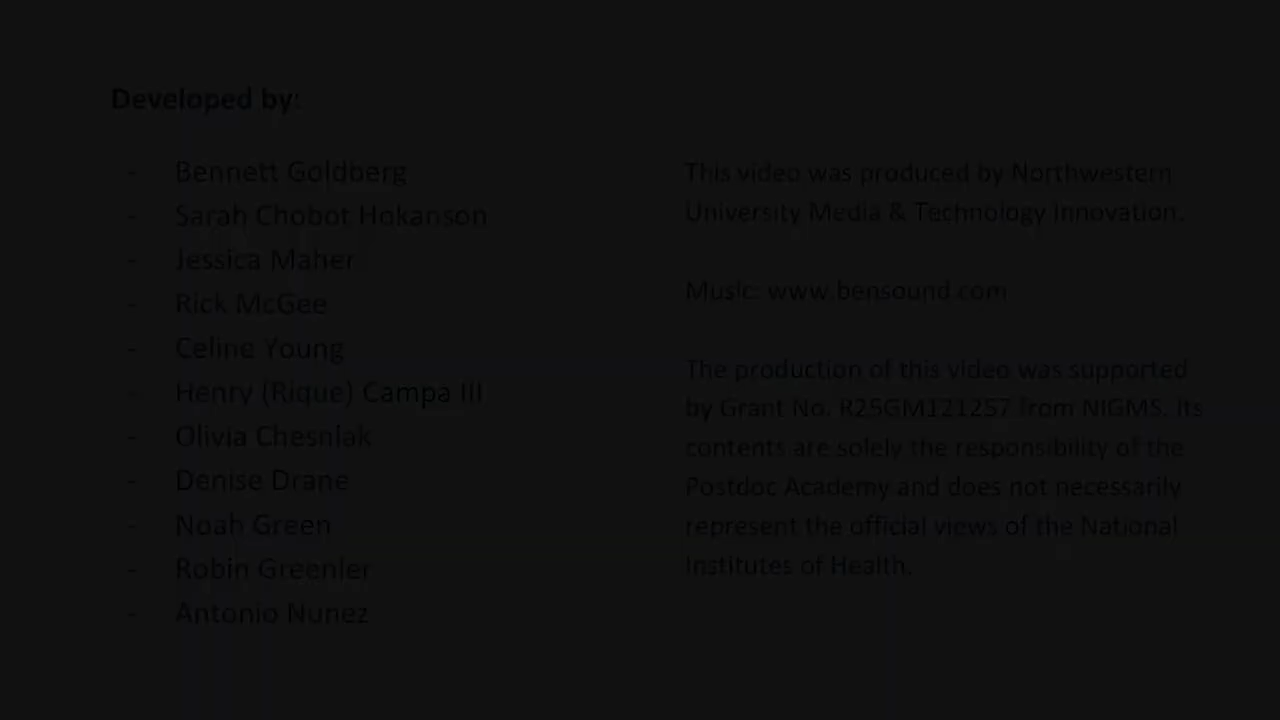 Developed by:
- Bennett Goldberg
- Sarah Chobot Hokanson
- Jessica Maher
- Rick McGee
- Celine Young
- Henry (Rique) Campa III
- Olivia Chesniak
- Denise Drane
- Noah Green
- Robin Greenler
- Antonio Nunez
This video was produced by Northwestern
University Media & Technology Innovation.
Music: www.bensound.com
The production of this video was supported
by Grant No. R25GM121257 from NIGMS. Its
contents are solely the responsibility of the
Postdoc Academy and does not necessarily
represent the official views of the National
Institutes of Health.